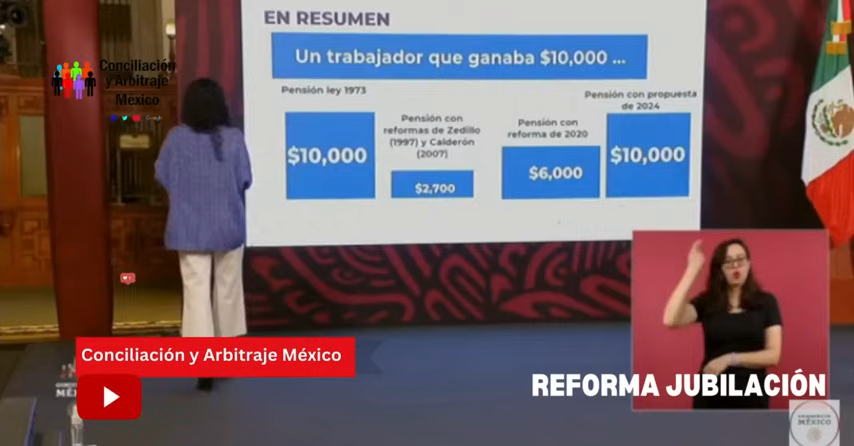 EN RESUMEN
Un trabajador que ganaba $10,000 ...
Pensión ley 1973
$10,000
Pensión con
reformas de Zedillo
(1997) y Calderón
(2007)
$2,700
Pensión con
reforma de 2020
$6,000
Pensión con propuesta
de 2024
$10,000
Conciliación
y Arbitraje
México
Conciliación y Arbitraje México
REFORMA JUBILACIÓN
MÉXICO